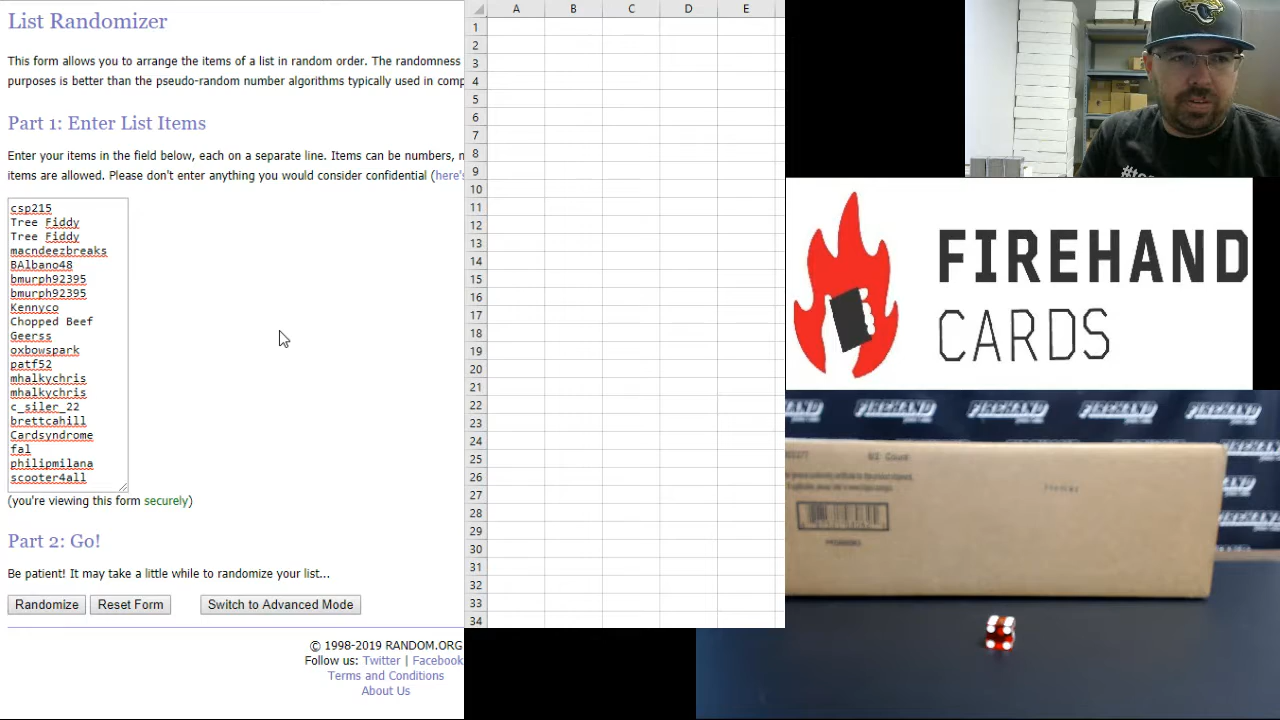 List Randomizer
This form allows you to arrange the items of a list in random order. The randomness
purposes is better than the pseudo-random number algorithms typically used in comp
Part 1: Enter List Items
Enter your items in the field below, each on a separate line. Items can be numbers, n
items are allowed. Please don't enter anything you would consider confidential (here's
csp215
Tree Fiddy
Tree Fiddy
macndeezbreaks
BAlbano48
bmurph92395
bmurph92395
Kennyco
Chopped Beef
Geerss
oxbowspark
patf52
mhalkychris
mhalkychris
c_siler_22
brettcahill
Cardsyndrome
fal
philipmilana
scooter4all
(you're viewing this form securely)
Part 2: Go!
Be patient! It may take a little while to randomize your list...
Randomize Reset Form Switch to Advanced Mode
© 1998-2019 RANDOM.ORG
Follow us: Twitter | Facebook
Terms and Conditions
About Us
A B C D E
1
2
3
4
5
6
7
8
9
10
11
12
13
14
15
16
17
18
19
20
21
22
23
24
25
26
27
28
29
30
31
32
33
34
FIREHAND
CARDS
FIREHAND FIREHAND FIREHAND FIREHAND